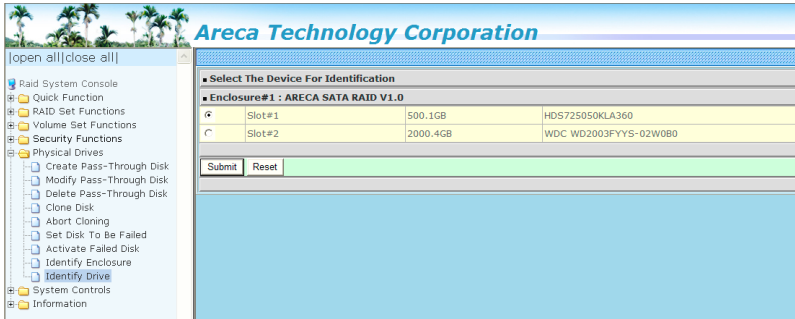 Areca Technology Corporation
|open all|close all|
Raid System Console
Quick Function
RAID Set Functions
Volume Set Functions
Security Functions
Physical Drives
Create Pass-Through Disk
Modify Pass-Through Disk
Delete Pass-Through Disk
Clone Disk
Abort Cloning
Set Disk To Be Failed
Activate Failed Disk
Identify Enclosure
Identify Drive
System Controls
Information
Select The Device For Identification
Enclosure#1 : ARECA SATA RAID V1.0
Slot#1 500.1GB HDS725050KLA360
Slot#2 2000.4GB WDC WD2003FYYS-02W0B0
Submit Reset